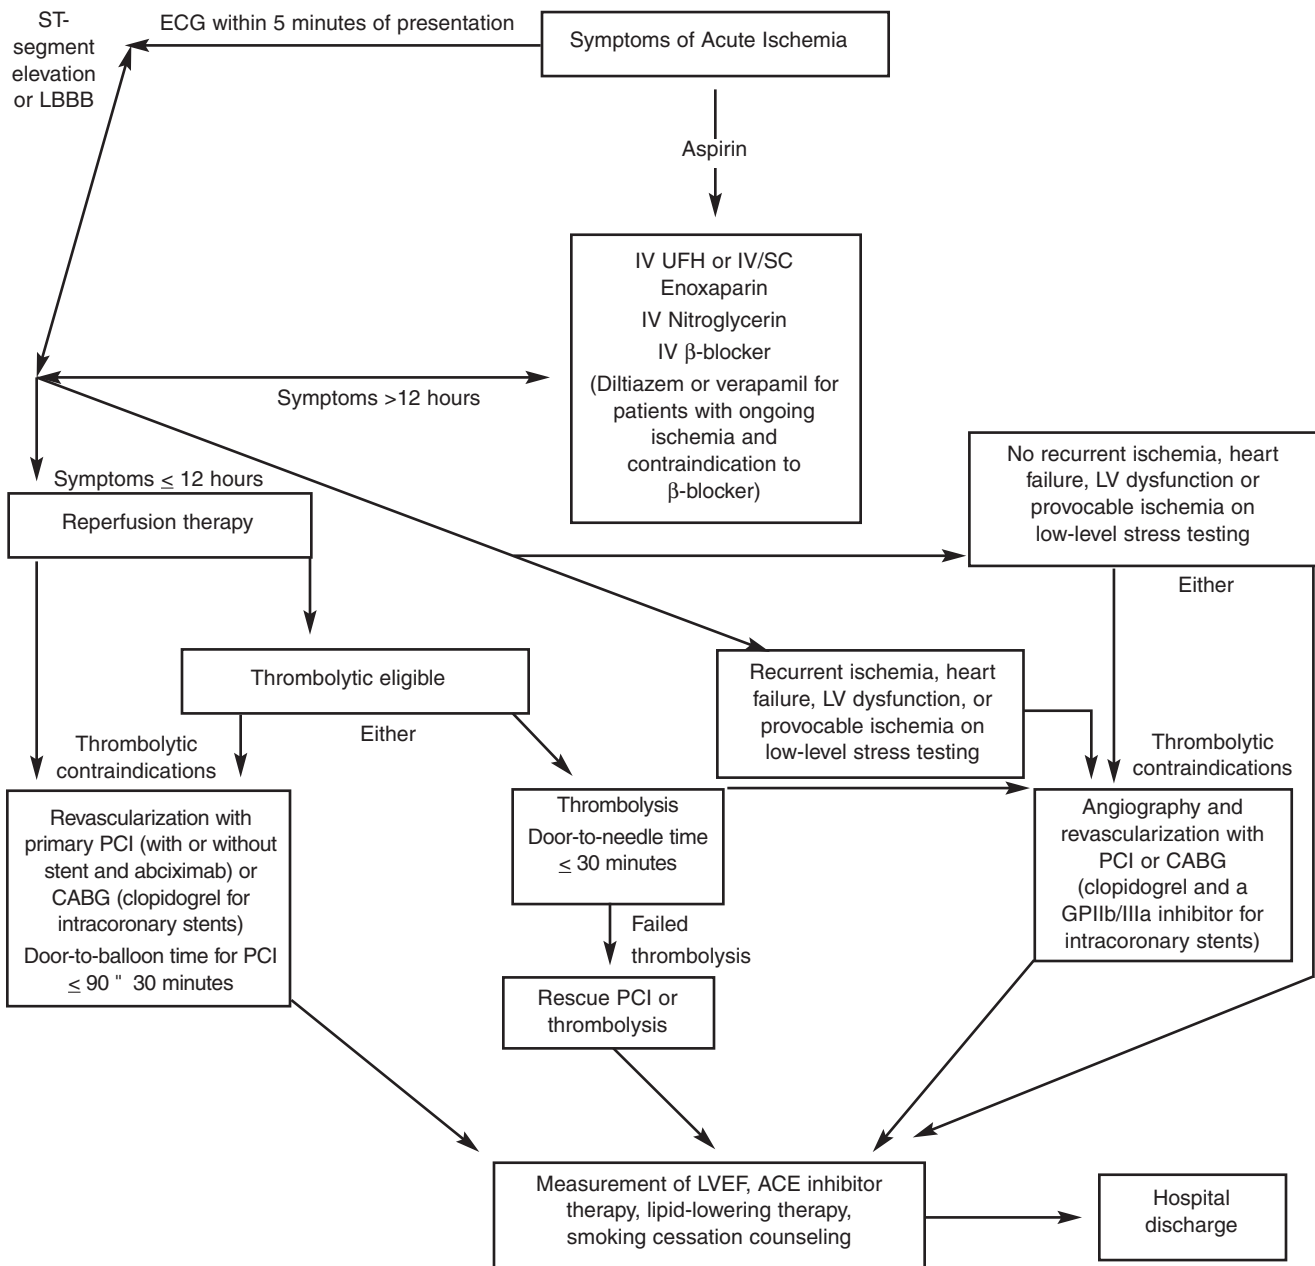 ST-
segment
elevation
or LBBB
ECG within 5 minutes of presentation
Symptoms of Acute Ischemia
Aspirin
IV UFH or IV/SC
Enoxaparin
IV Nitroglycerin
IV β-blocker
(Diltiazem or verapamil for
patients with ongoing
ischemia and
contraindication to
β-blocker)
Symptoms >12 hours
Symptoms ≤ 12 hours
Reperfusion therapy
No recurrent ischemia, heart
failure, LV dysfunction or
provocable ischemia on
low-level stress testing
Either
Thrombolytic eligible
Either
Recurrent ischemia, heart
failure, LV dysfunction, or
provocable ischemia on
low-level stress testing
Thrombolytic
contraindications
Thrombolytic
contraindications
Revascularization with
primary PCI (with or without
stent and abciximab) or
CABG (clopidogrel for
intracoronary stents)
Door-to-balloon time for PCI
≤ 90 " 30 minutes
Thrombolysis
Door-to-needle time
≤ 30 minutes
Angiography and
revascularization with
PCI or CABG
(clopidogrel and a
GPIIb/IIIa inhibitor for
intracoronary stents)
Failed
thrombolysis
Rescue PCI or
thrombolysis
Measurement of LVEF, ACE inhibitor
therapy, lipid-lowering therapy,
smoking cessation counseling
Hospital
discharge